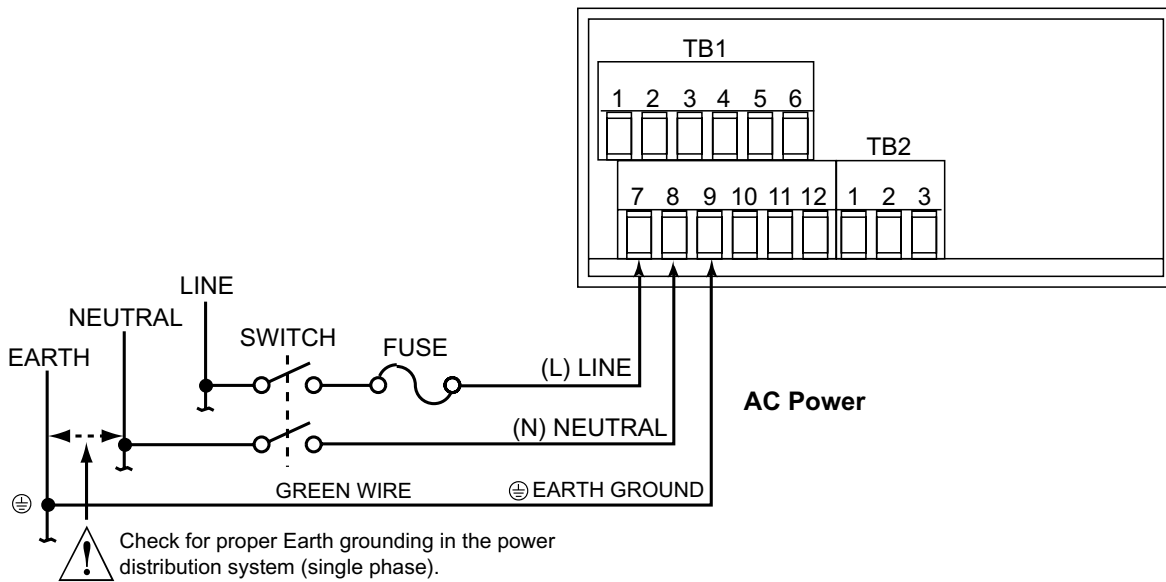 TB1
1 2 3 4 5 6
TB2
7 8 9 10 11 12 1 2 3
LINE
NEUTRAL
EARTH
SWITCH
FUSE
(L) LINE
AC Power
(N) NEUTRAL
GREEN WIRE
EARTH GROUND
!
Check for proper Earth grounding in the power
distribution system (single phase).